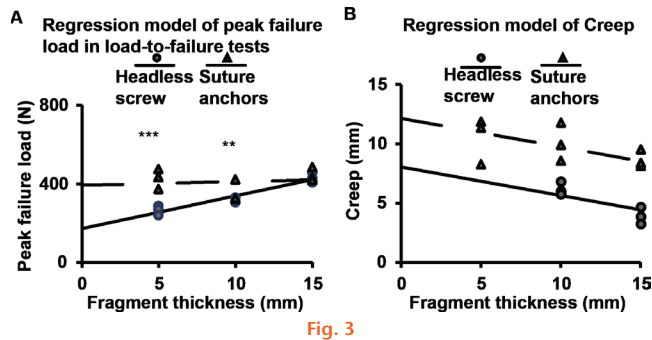 A
Regression model of peak failure
load in load-to-failure tests
Headless
screw
Suture
anchors
800
400
0
***
**
Peak failure load (N)
0
5
10
15
Fragment thickness (mm)
B
Regression model of Creep
Headless
screw
Suture
anchors
15
10
5
0
Creep (mm)
0
5
10
15
Fragment thickness (mm)
Fig. 3